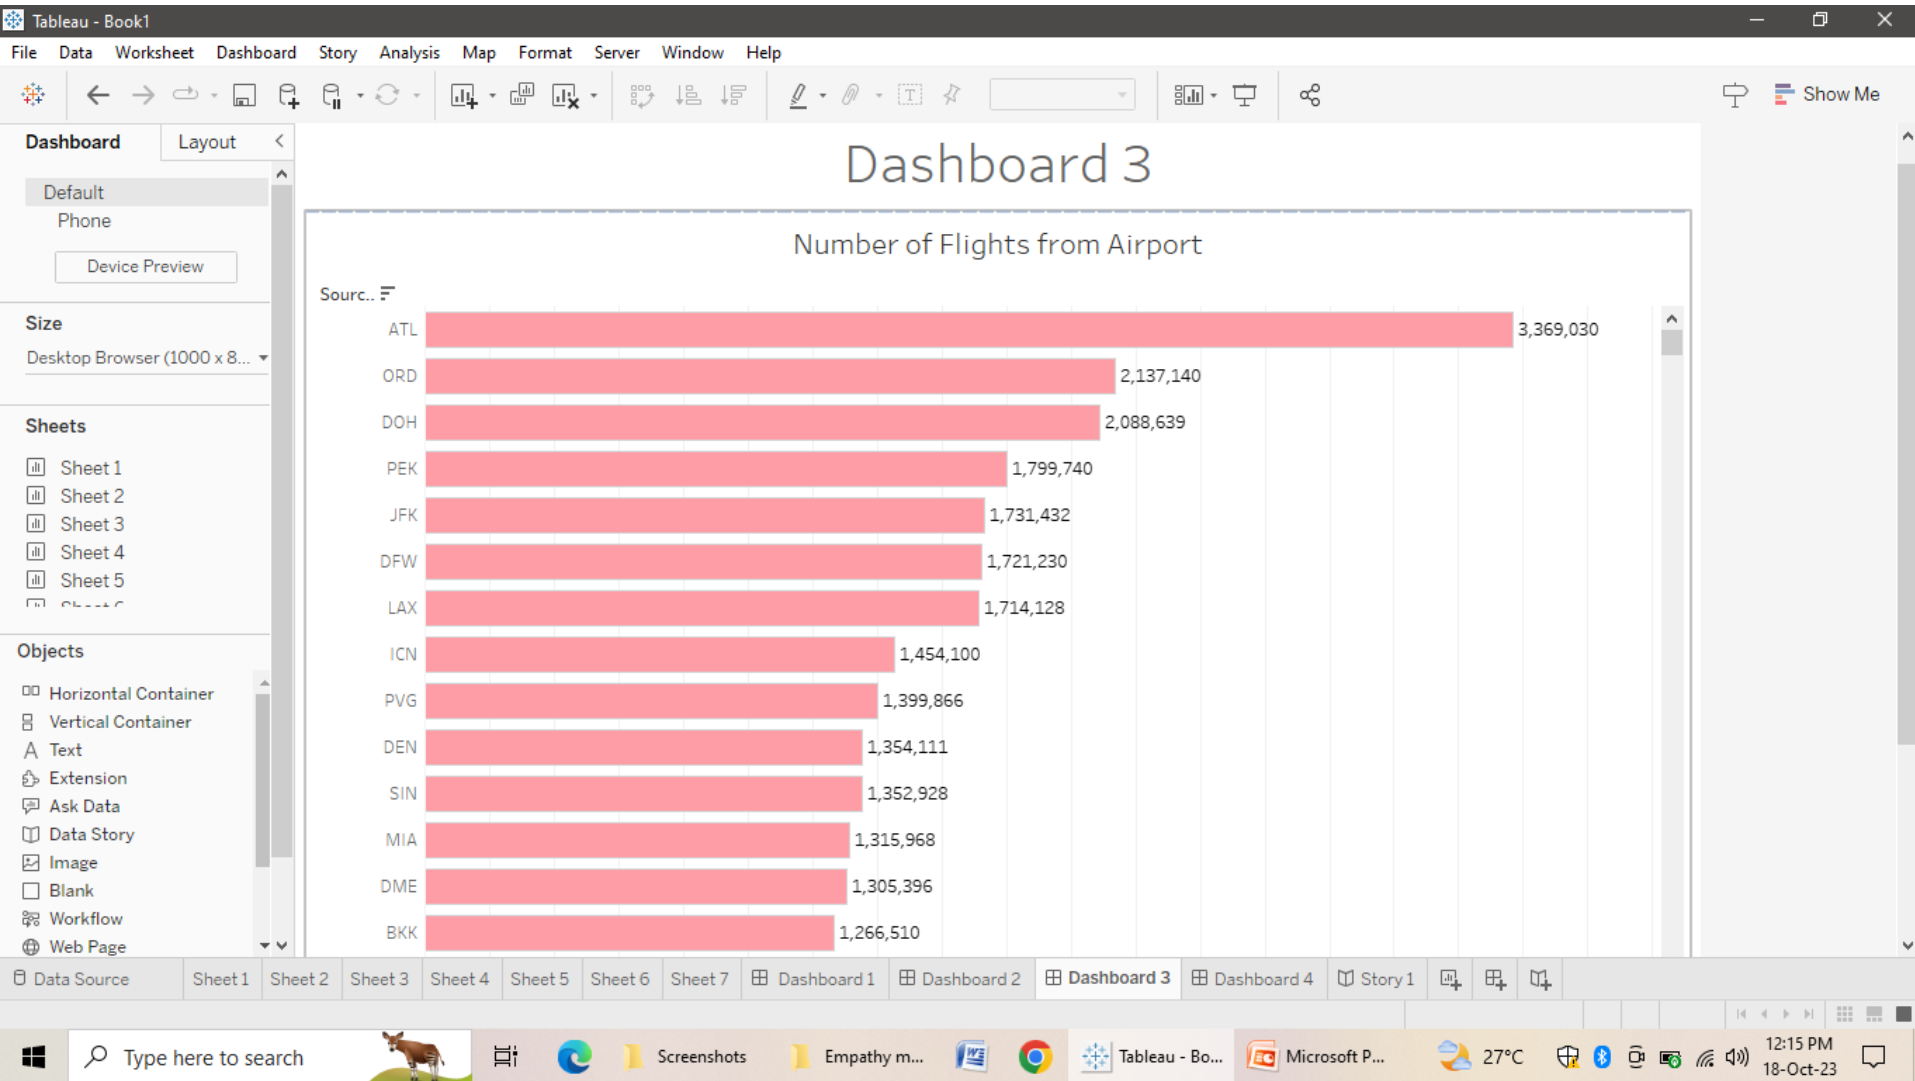 Tableau - Book1
File Data Worksheet Dashboard Story Analysis Map Format Server Window Help
Show Me
Dashboard Layout
Default
Phone
Device Preview
Size
Desktop Browser (1000 x 8...
Sheets
Sheet 1
Sheet 2
Sheet 3
Sheet 4
Sheet 5
Objects
Horizontal Container
Vertical Container
Text
Extension
Ask Data
Data Story
Image
Blank
Workflow
Web Page
Dashboard 3
Number of Flights from Airport
Sourc..
ATL 3,369,030
ORD 2,137,140
DOH 2,088,639
PEK 1,799,740
JFK 1,731,432
DFW 1,721,230
LAX 1,714,128
ICN 1,454,100
PVG 1,399,866
DEN 1,354,111
SIN 1,352,928
MIA 1,315,968
DME 1,305,396
BKK 1,266,510
Data Source Sheet 1 Sheet 2 Sheet 3 Sheet 4 Sheet 5 Sheet 6 Sheet 7 Dashboard 1 Dashboard 2 Dashboard 3 Dashboard 4 Story 1
Type here to search Screenshots Empathy m... Tableau - Bo... Microsoft P... 27°C 12:15 PM
18-Oct-23